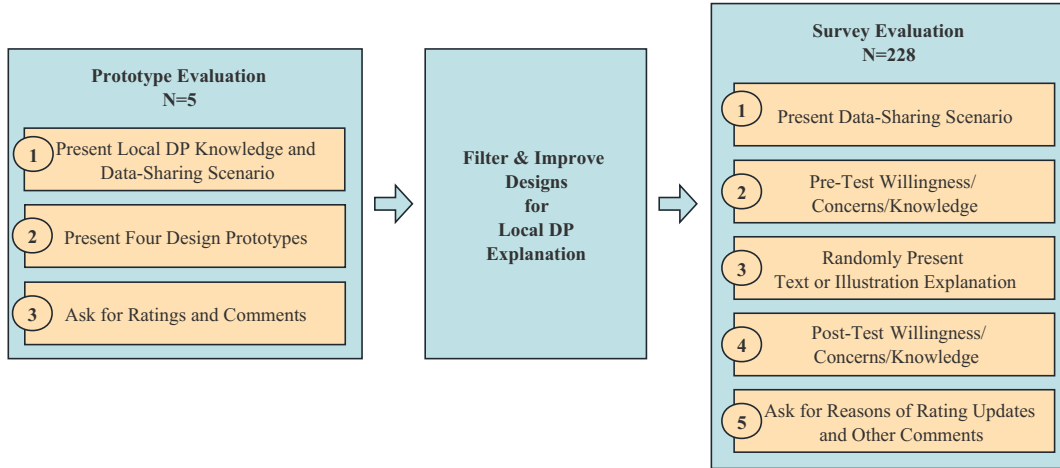 Prototype Evaluation
N=5
1
Present Local DP Knowledge and
Data-Sharing Scenario
2
Present Four Design Prototypes
3
Ask for Ratings and Comments
Filter & Improve
Designs
for
Local DP
Explanation
Survey Evaluation
N=228
1
Present Data-Sharing Scenario
2
Pre-Test Willingness/
Concerns/Knowledge
3
Randomly Present
Text or Illustration Explanation
4
Post-Test Willingness/
Concerns/Knowledge
5
Ask for Reasons of Rating Updates
and Other Comments